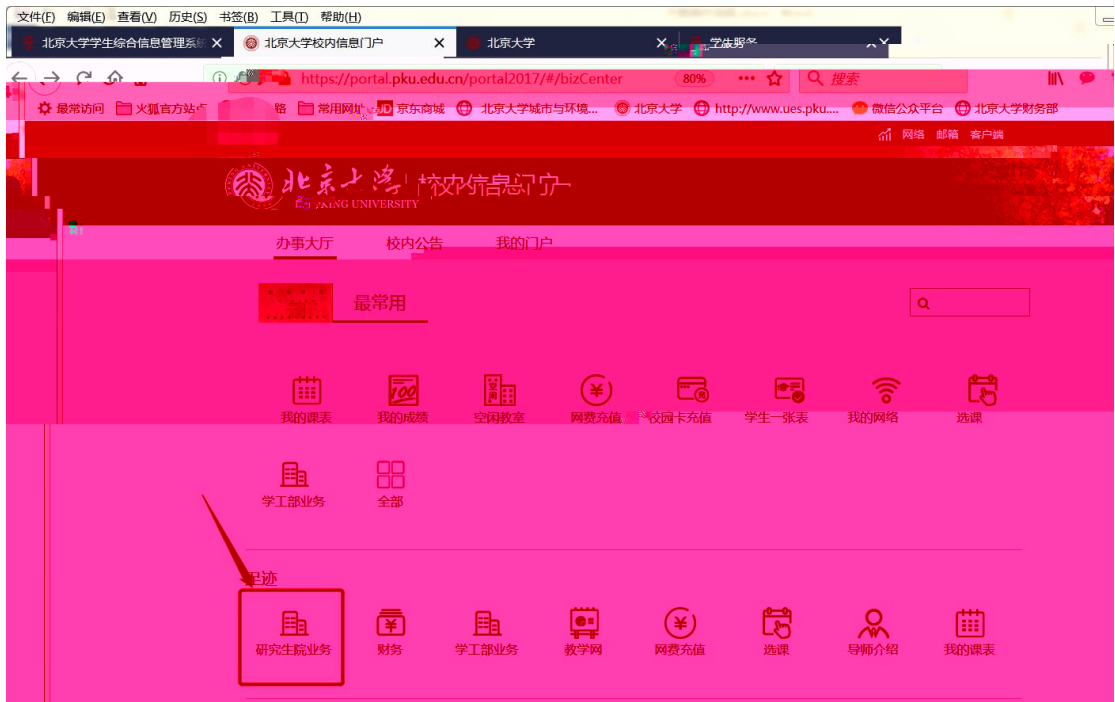 文件(F) 编辑(E) 查看(V) 历史(S) 书签(B) 工具(T) 帮助(H)
北京大学学生综合信息管理系统 北京大学校内信息门户 北京大学
https://portal.pku.edu.cn/portal2017/#/bizCenter 80% 搜索
最常访问 火狐官方站点 常用网址 JD 京东商城 北京大学城市与环境... 北京大学 http://www.ues.pku.... 微信公众平台 北京大学财务部
网络 邮箱 客户端
北京大学 校内信息门户
PEKING UNIVERSITY
办事大厅 校内公告 我的门户
最常用
我的课表 我的成绩 空闲教室 网费充值 校园卡充值 学生一张表 我的网络 选课
学工部业务 全部
足迹
研究生院业务 财务 学工部业务 教学网 网费充值 选课 导师介绍 我的课表